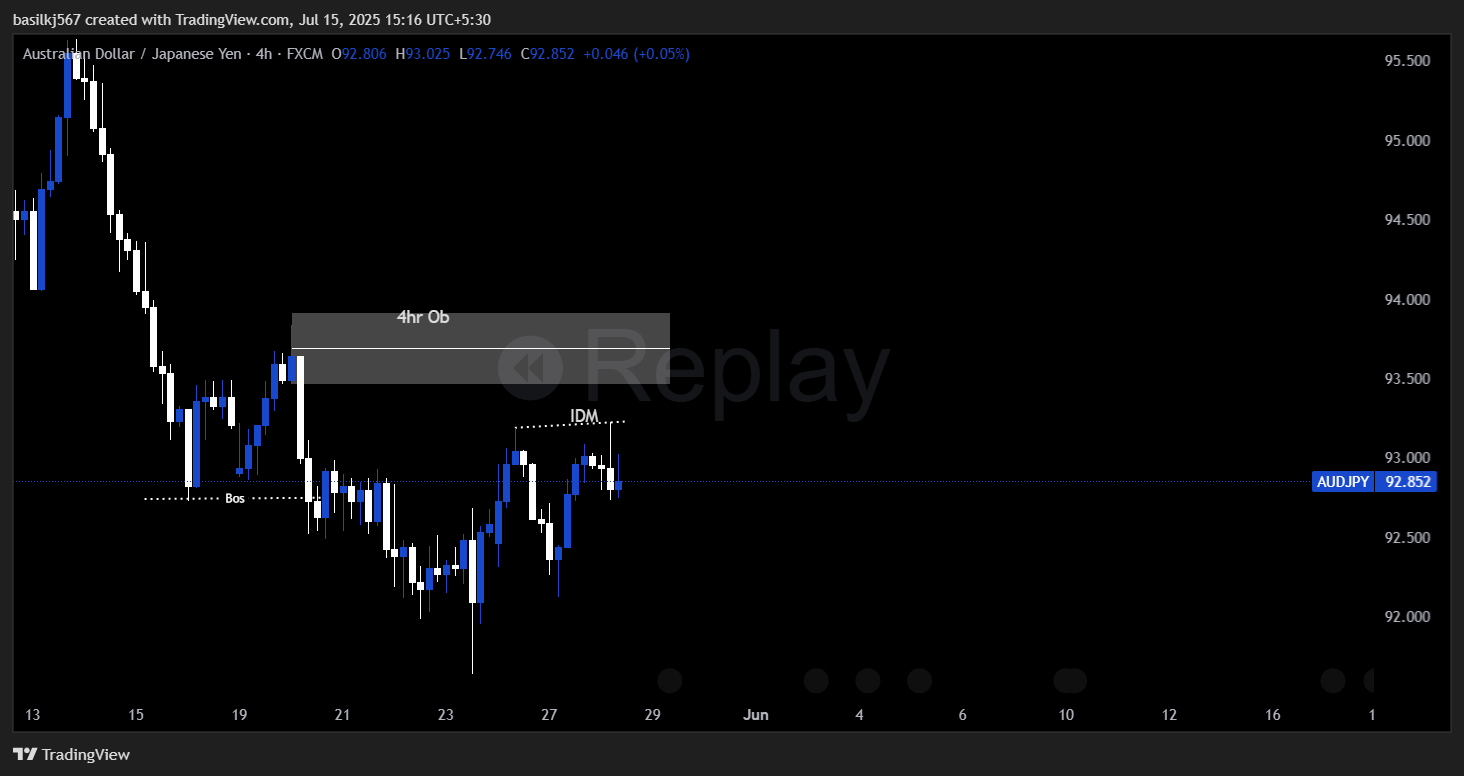 basilkj567 created with TradingView.com, Jul 15, 2025 15:16 UTC+5:30
Australian Dollar / Japanese Yen · 4h · FXCM O92.806 H93.025 L92.746 C92.852 +0.046 (+0.05%)
95.500
95.000
94.500
94.000
4hr Ob
Replay
93.500
IDM
93.000
AUDJPY 92.852
Bos
92.500
92.000
13 15 19 21 23 27 29 Jun 4 6 10 12 16 1
TradingView